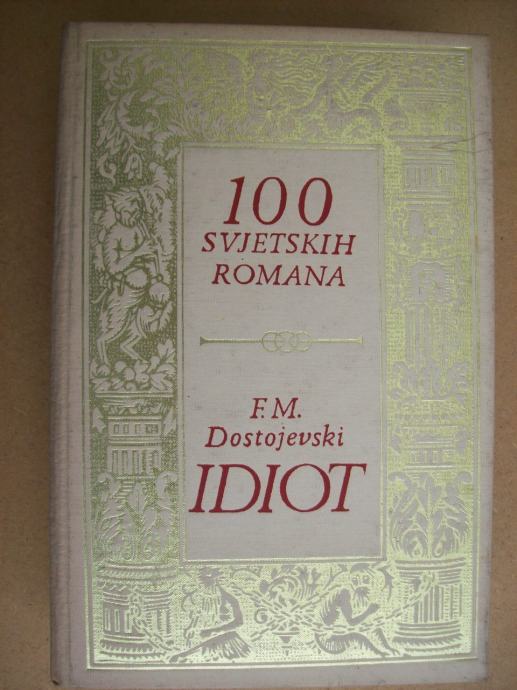 100
SVJETSKIH
ROMANA
F. M.
Dostojevski
IDIOT